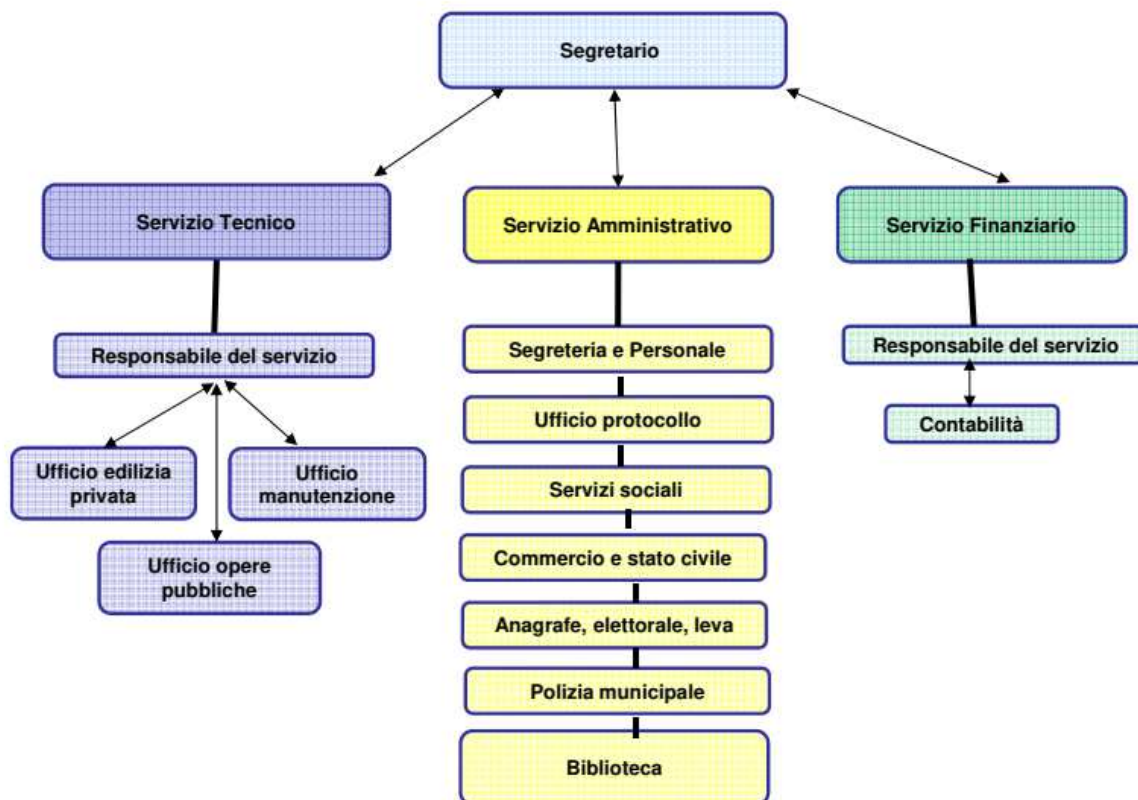 Segretario
Servizio Tecnico
Servizio Amministrativo
Servizio Finanziario
Responsabile del servizio
Segreteria e Personale
Responsabile del servizio
Ufficio protocollo
Contabilità
Ufficio edilizia
privata
Ufficio
manutenzione
Servizi sociali
Ufficio opere
pubbliche
Commercio e stato civile
Anagrafe, elettorale, leva
Polizia municipale
Biblioteca